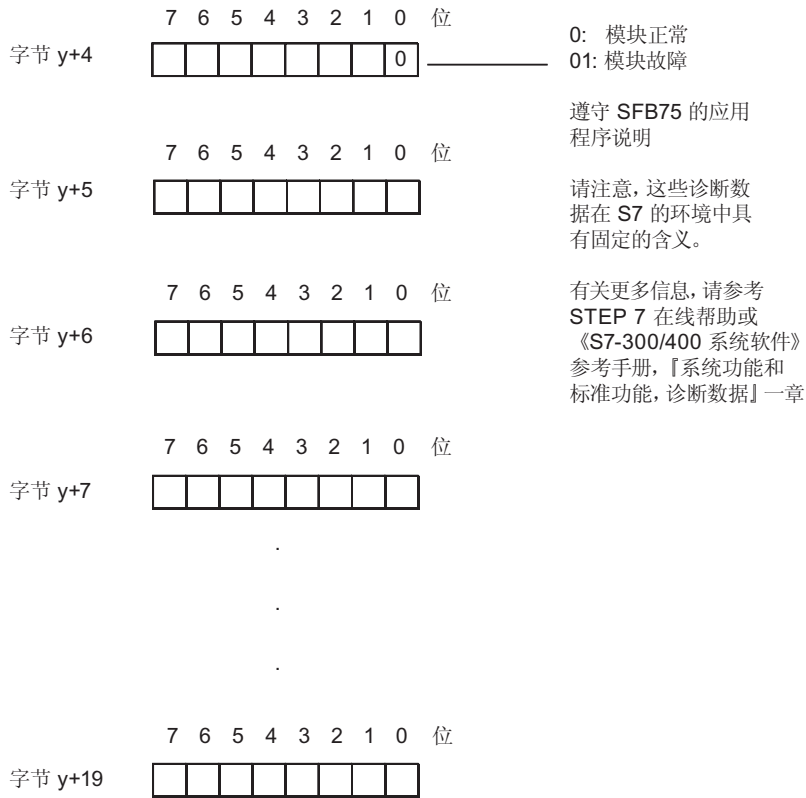 7 6 5 4 3 2 1 0 位
字节 y+4
0
0: 模块正常
01: 模块故障
遵守 SFB75 的应用
程序说明
7 6 5 4 3 2 1 0 位
字节 y+5
请注意，这些诊断数
据在 S7 的环境中具
有固定的含义。
7 6 5 4 3 2 1 0 位
字节 y+6
有关更多信息，请参考
STEP 7 在线帮助或
《S7-300/400 系统软件》
参考手册，『系统功能和
标准功能，诊断数据』一章
7 6 5 4 3 2 1 0 位
字节 y+7
.
.
.
7 6 5 4 3 2 1 0 位
字节 y+19